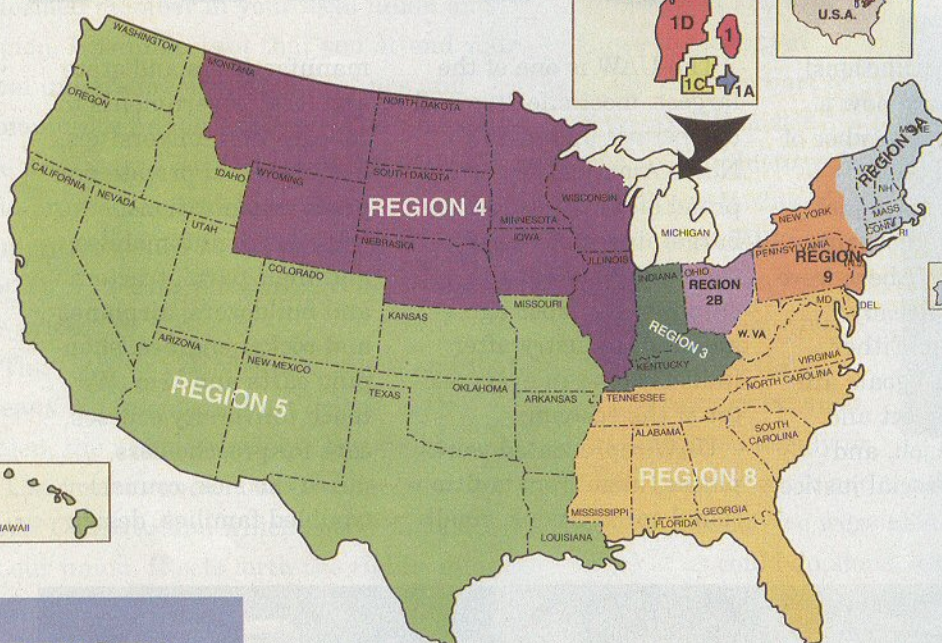 1D
1
1C
1A
U.S.A.
WASHINGTON
OREGON
CALIFORNIA
NEVADA
IDAHO
MONTANA
WYOMING
UTAH
COLORADO
ARIZONA
NEW MEXICO
NORTH DAKOTA
SOUTH DAKOTA
REGION 4
NEBRASKA
MINNESOTA
IOWA
WISCONSIN
ILLINOIS
MICHIGAN
KANSAS
MISSOURI
OKLAHOMA
TEXAS
ARKANSAS
LOUISIANA
REGION 5
INDIANA
OHIO
REGION
2B
REGION 3
KENTUCKY
NEW YORK
PENNSYLVANIA
REGION
9
REGION 9A
NH
MASS
CONN
RI
MD
DEL
W. VA
VIRGINIA
NORTH CAROLINA
TENNESSEE
SOUTH
CAROLINA
ALABAMA
REGION 8
MISSISSIPPI
GEORGIA
FLORIDA